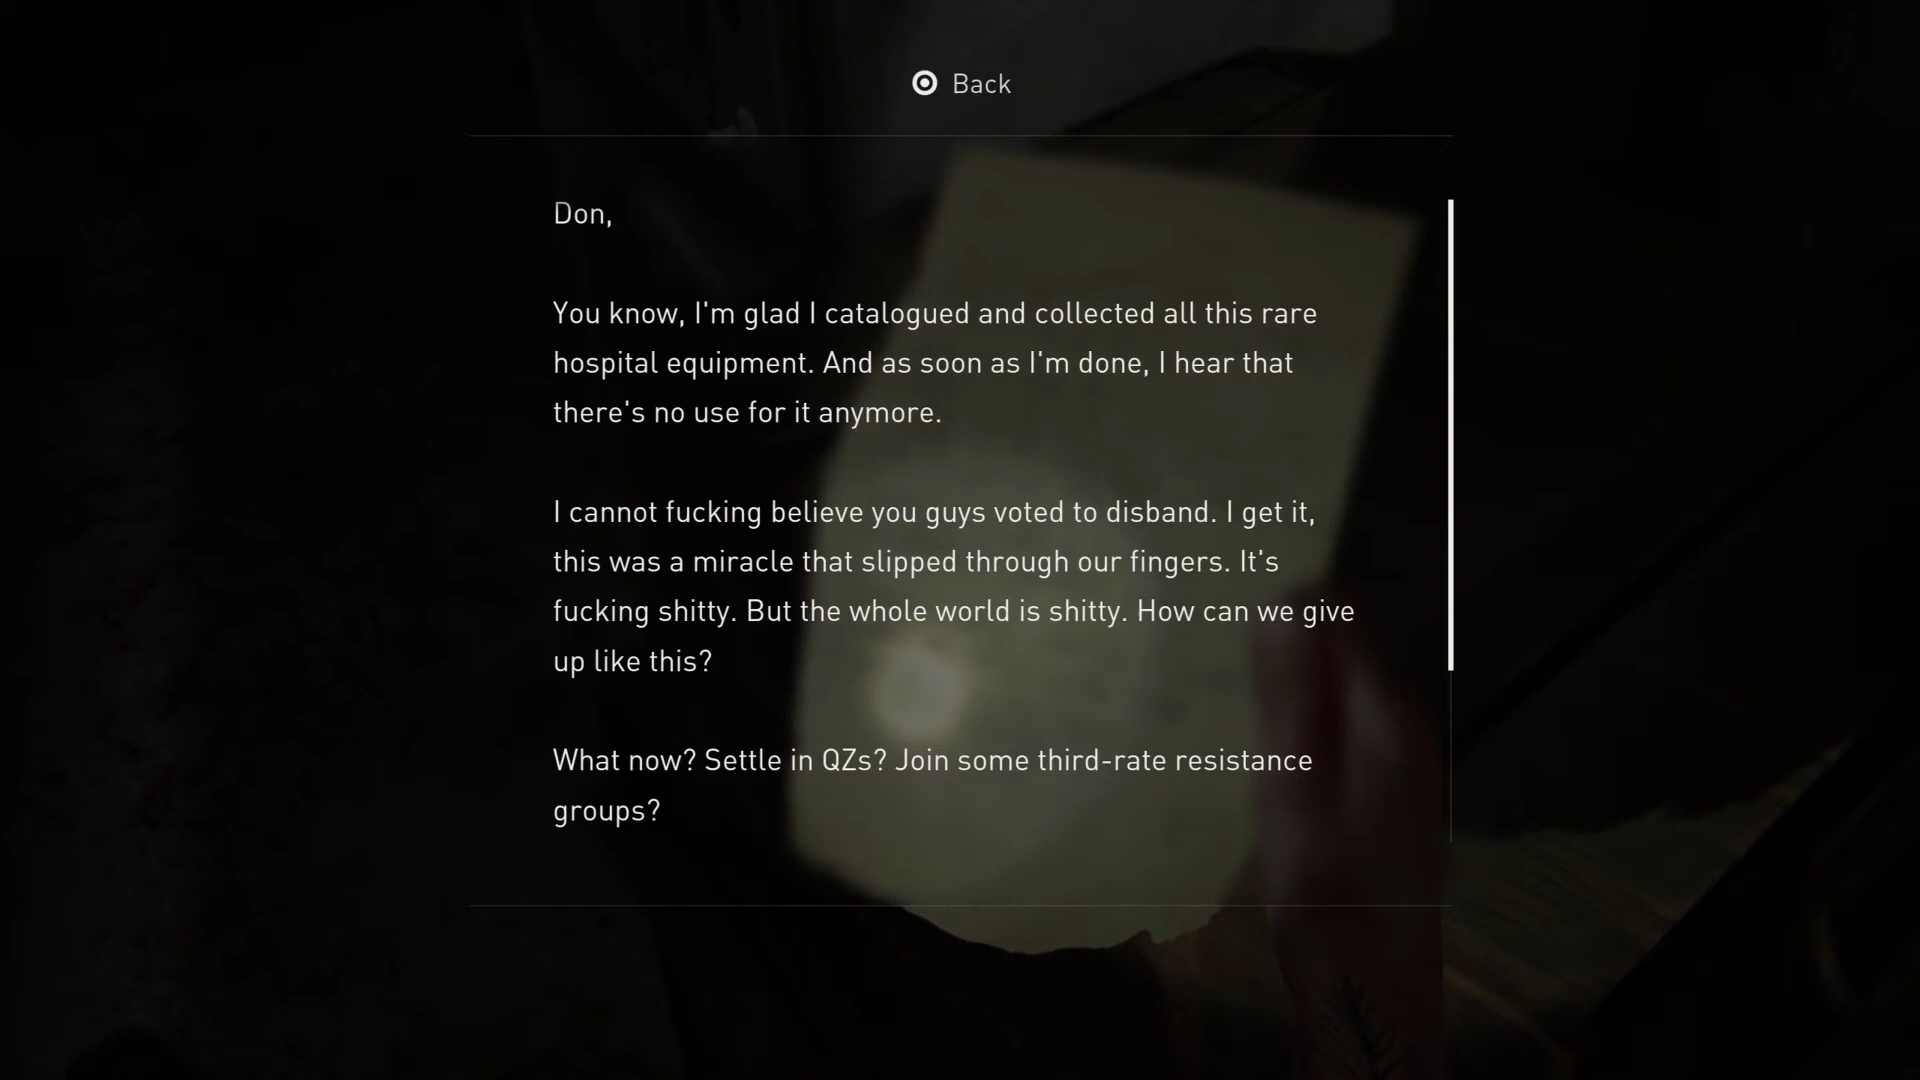 Back
Don,
You know, I'm glad I catalogued and collected all this rare
hospital equipment. And as soon as I'm done, I hear that
there's no use for it anymore.
I cannot fucking believe you guys voted to disband. I get it,
this was a miracle that slipped through our fingers. It's
fucking shitty. But the whole world is shitty. How can we give
up like this?
What now? Settle in QZs? Join some third-rate resistance
groups?